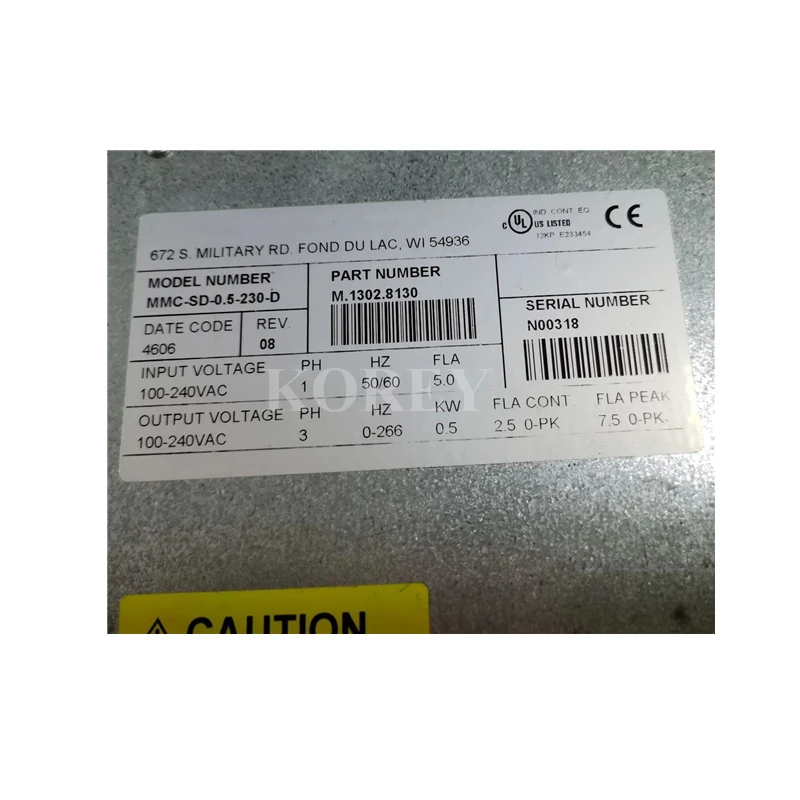 672 S. MILITARY RD. FOND DU LAC, WI 54936
C UL US LISTED
IND. CONT. EQ.
12KP E233454
CE
MODEL NUMBER
MMC-SD-0.5-230-D
PART NUMBER
M.1302.8130
SERIAL NUMBER
N00318
DATE CODE
4606
REV.
08
INPUT VOLTAGE PH HZ FLA
100-240VAC 1 50/60 5.0
OUTPUT VOLTAGE PH HZ KW FLA CONT. FLA PEAK
100-240VAC 3 0-266 0.5 2.5 0-PK 7.5 0-PK.
KOREY
CAUTION